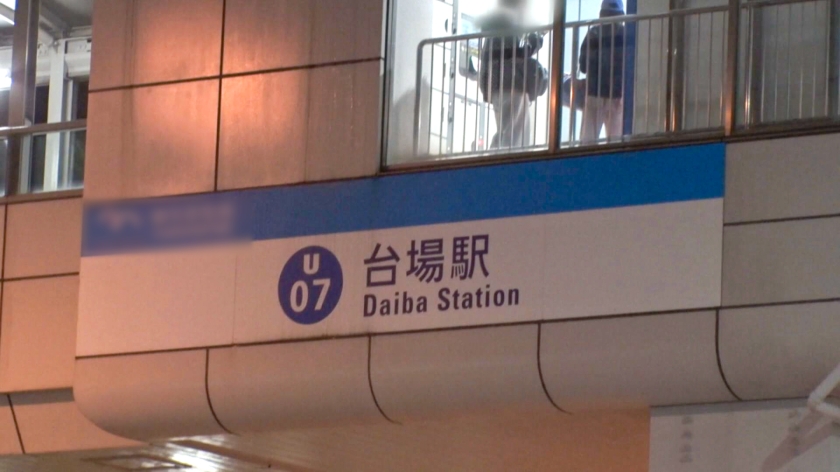 U
07
台場駅
Daiba Station